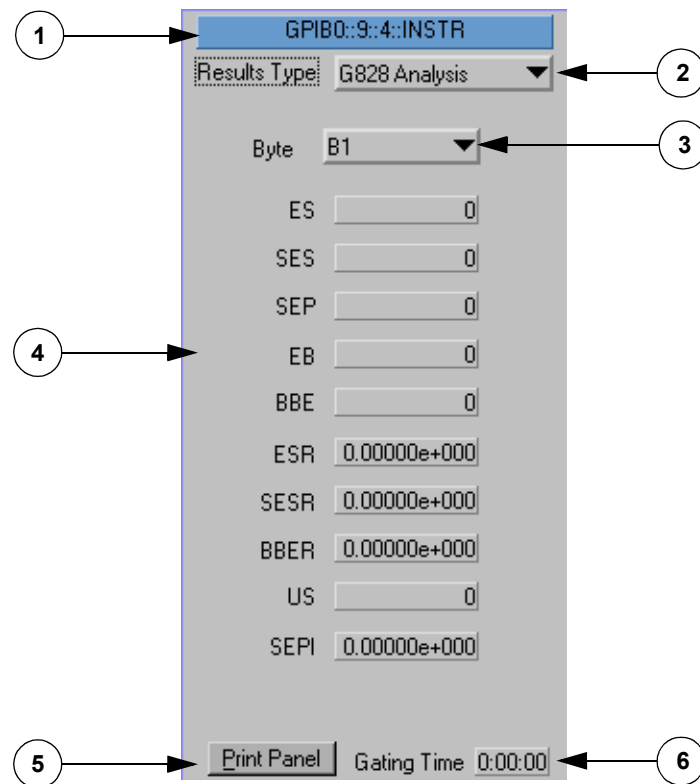 1
GPIB0::9::4::INSTR
Results Type G828 Analysis
2
Byte B1
3
ES 0
SES 0
SEP 0
4
EB 0
BBE 0
ESR 0.00000e+000
SESR 0.00000e+000
BBER 0.00000e+000
US 0
SEPI 0.00000e+000
5
Print Panel Gating Time 0:00:00
6